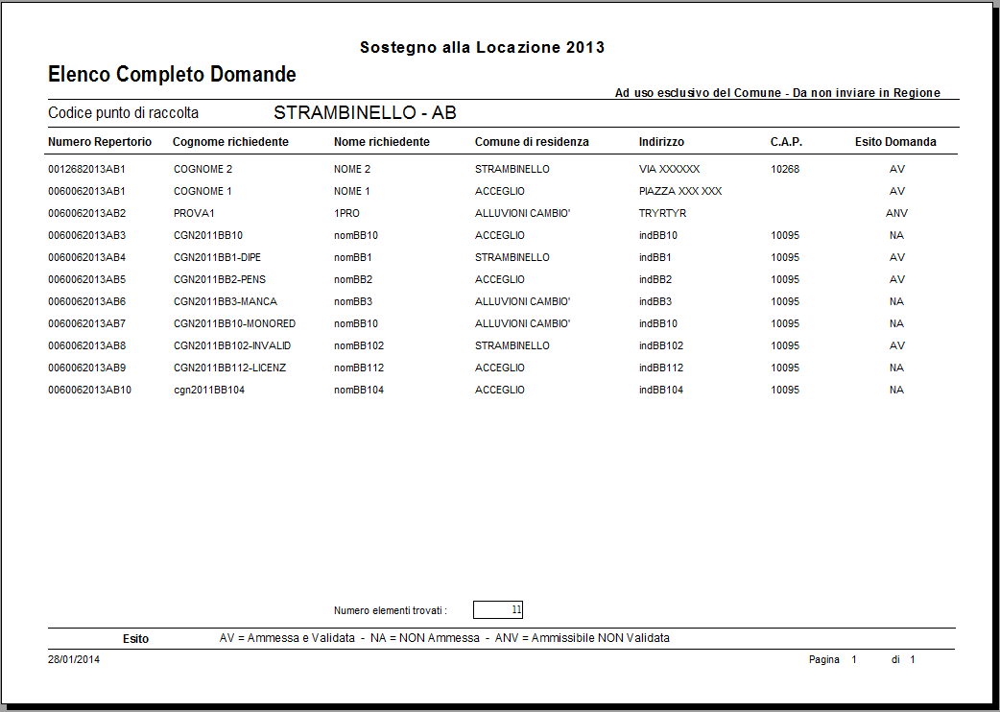 Sostegno alla Locazione 2013
Elenco Completo Domande
Ad uso esclusivo del Comune - Da non inviare in Regione
Codice punto di raccolta STRAMBINELLO - AB
Numero Repertorio Cognome richiedente Nome richiedente Comune di residenza Indirizzo C.A.P. Esito Domanda
0012682013AB1 COGNOME 2 NOME 2 STRAMBINELLO VIA XXXXXX 10268 AV
0060062013AB1 COGNOME 1 NOME 1 ACCEGLIO PIAZZA XXX XXX AV
0060062013AB2 PROVA1 1PRO ALLUVIONI CAMBIO' TRYRTYR ANV
0060062013AB3 CGN2011BB10 nomBB10 ACCEGLIO indBB10 10095 NA
0060062013AB4 CGN2011BB1-DIPE nomBB1 STRAMBINELLO indBB1 10095 AV
0060062013AB5 CGN2011BB2-PENS nomBB2 ACCEGLIO indBB2 10095 AV
0060062013AB6 CGN2011BB3-MANCA nomBB3 ALLUVIONI CAMBIO' indBB3 10095 NA
0060062013AB7 CGN2011BB10-MONORED nomBB10 ALLUVIONI CAMBIO' indBB10 10095 NA
0060062013AB8 CGN2011BB102-INVALID nomBB102 STRAMBINELLO indBB102 10095 AV
0060062013AB9 CGN2011BB112-LICENZ nomBB112 ACCEGLIO indBB112 10095 NA
0060062013AB10 cgn2011BB104 nomBB104 ACCEGLIO indBB104 10095 NA
Numero elementi trovati : 11
Esito AV = Ammessa e Validata - NA = NON Ammessa - ANV = Ammissibile NON Validata
28/01/2014 Pagina 1 di 1